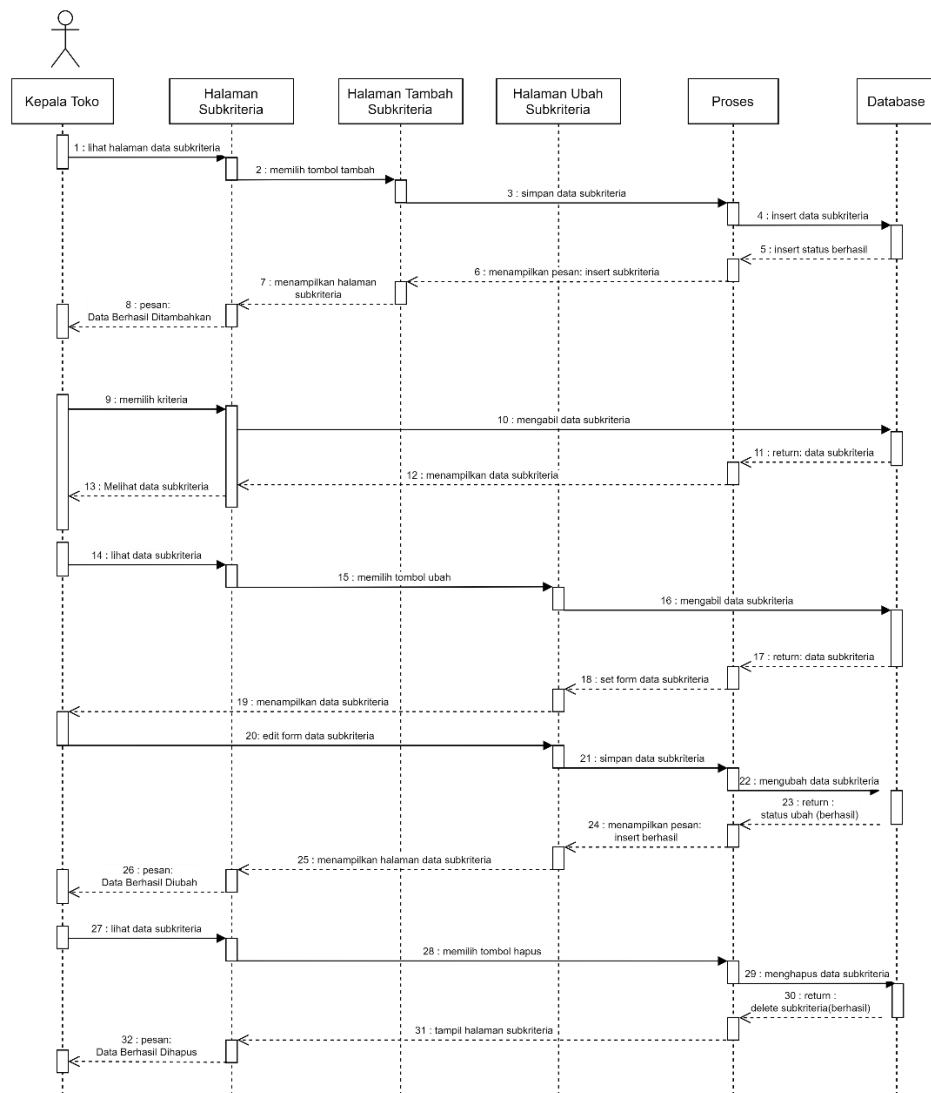 Kepala Toko
Halaman
Subkriteria
Halaman Tambah
Subkriteria
Halaman Ubah
Subkriteria
Proses
Database
1 : lihat halaman data subkriteria
2 : memilih tombol tambah
3 : simpan data subkriteria
4 : insert data subkriteria
5 : insert status berhasil
6 : menampilkan pesan: insert subkriteria
7 : menampilkan halaman
subkriteria
8 : pesan:
Data Berhasil Ditambahkan
9 : memilih kriteria
10 : mengabil data subkriteria
11 : return: data subkriteria
12 : menampilkan data subkriteria
13 : Melihat data subkriteria
14 : lihat data subkriteria
15 : memilih tombol ubah
16 : mengabil data subkriteria
17 : return: data subkriteria
18 : set form data subkriteria
19 : menampilkan data subkriteria
20: edit form data subkriteria
21 : simpan data subkriteria
22 : mengubah data subkriteria
23 : return :
status ubah (berhasil)
24 : menampilkan pesan:
insert berhasil
25 : menampilkan halaman data subkriteria
26 : pesan:
Data Berhasil Diubah
27 : lihat data subkriteria
28 : memilih tombol hapus
29 : menghapus data subkriteria
30 : return :
delete subkriteria(berhasil)
31 : tampil halaman subkriteria
32 : pesan:
Data Berhasil Dihapus